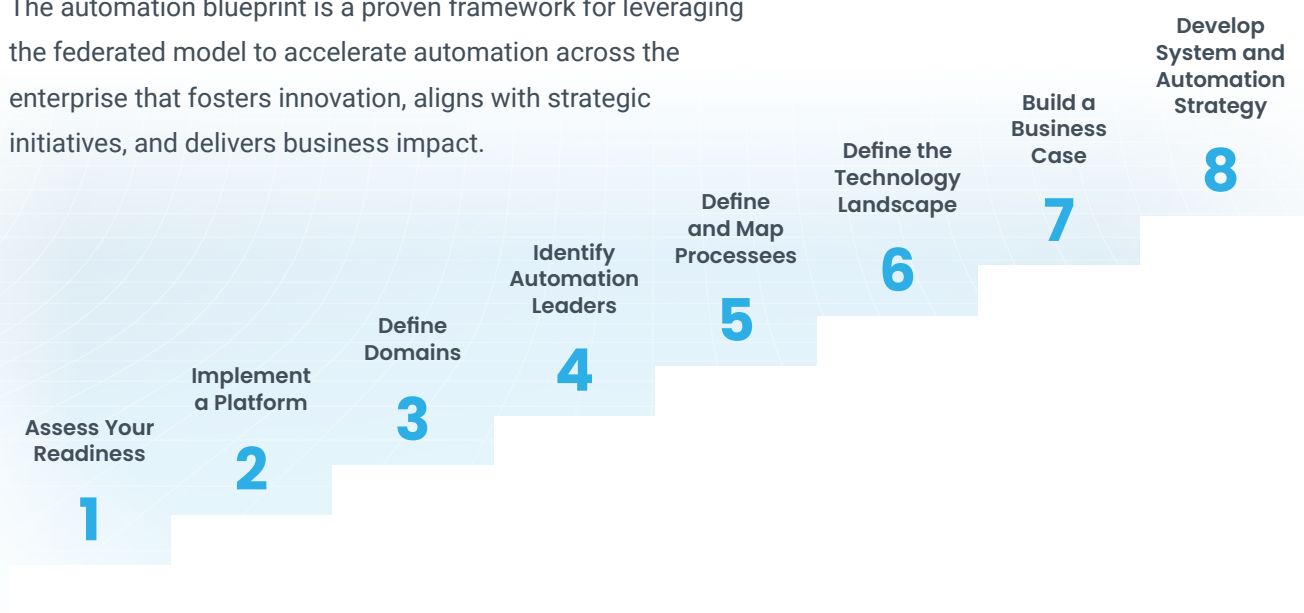 The automation blueprint is a proven framework for leveraging
the federated model to accelerate automation across the
enterprise that fosters innovation, aligns with strategic
initiatives, and delivers business impact.
Assess Your
Readiness
1
Implement
a Platform
2
Define
Domains
3
Identify
Automation
Leaders
4
Define
and Map
Processees
5
Define the
Technology
Landscape
6
Build a
Business
Case
7
Develop
System and
Automation
Strategy
8